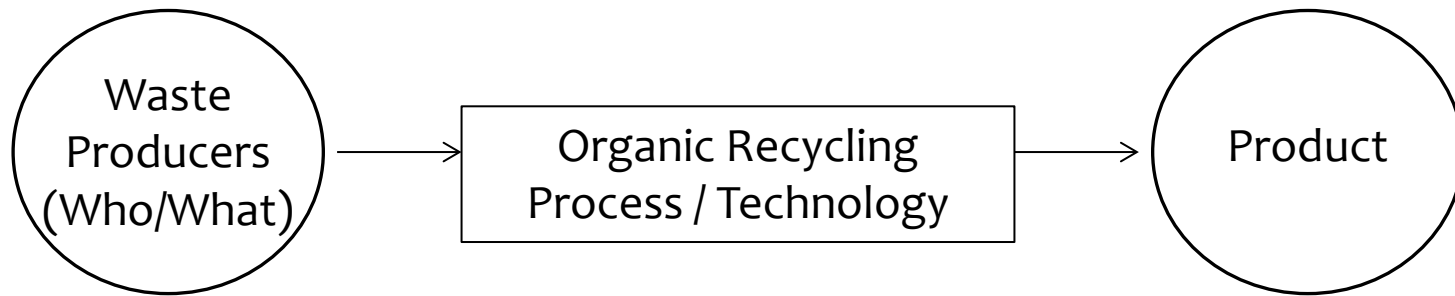 Waste
Producers
(Who/What)
Organic Recycling
Process / Technology
Product